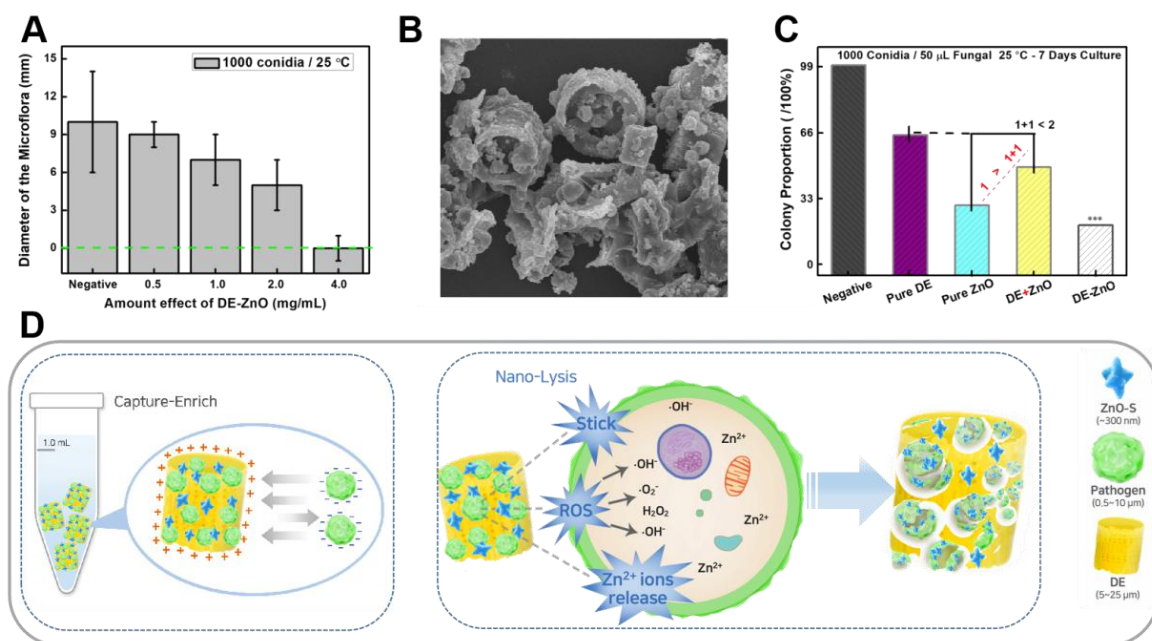 A
Diameter of the Microflora (mm)
15
12
9
6
3
0
1000 conidia / 25 °C
Negative 0.5 1.0 2.0 4.0
Amount effect of DE-ZnO (mg/mL)
B
C
Colony Proportion ( /100%)
99
66
33
0
1000 Conidia / 50 μL Fungal 25 °C - 7 Days Culture
1+1 < 2
1 > 1+1
***
Negative
Pure DE
Pure ZnO
DE+ZnO
DE-ZnO
D
Capture-Enrich
1.0 mL
Nano-Lysis
Stick
ROS
Zn²⁺ ions
release
·OH⁻
·OH⁻
·O₂⁻
H₂O₂
·OH⁻
Zn²⁺
Zn²⁺
Zn²⁺
ZnO-S
(~300 nm)
Pathogen
(0.5~10 μm)
DE
(5~25 μm)